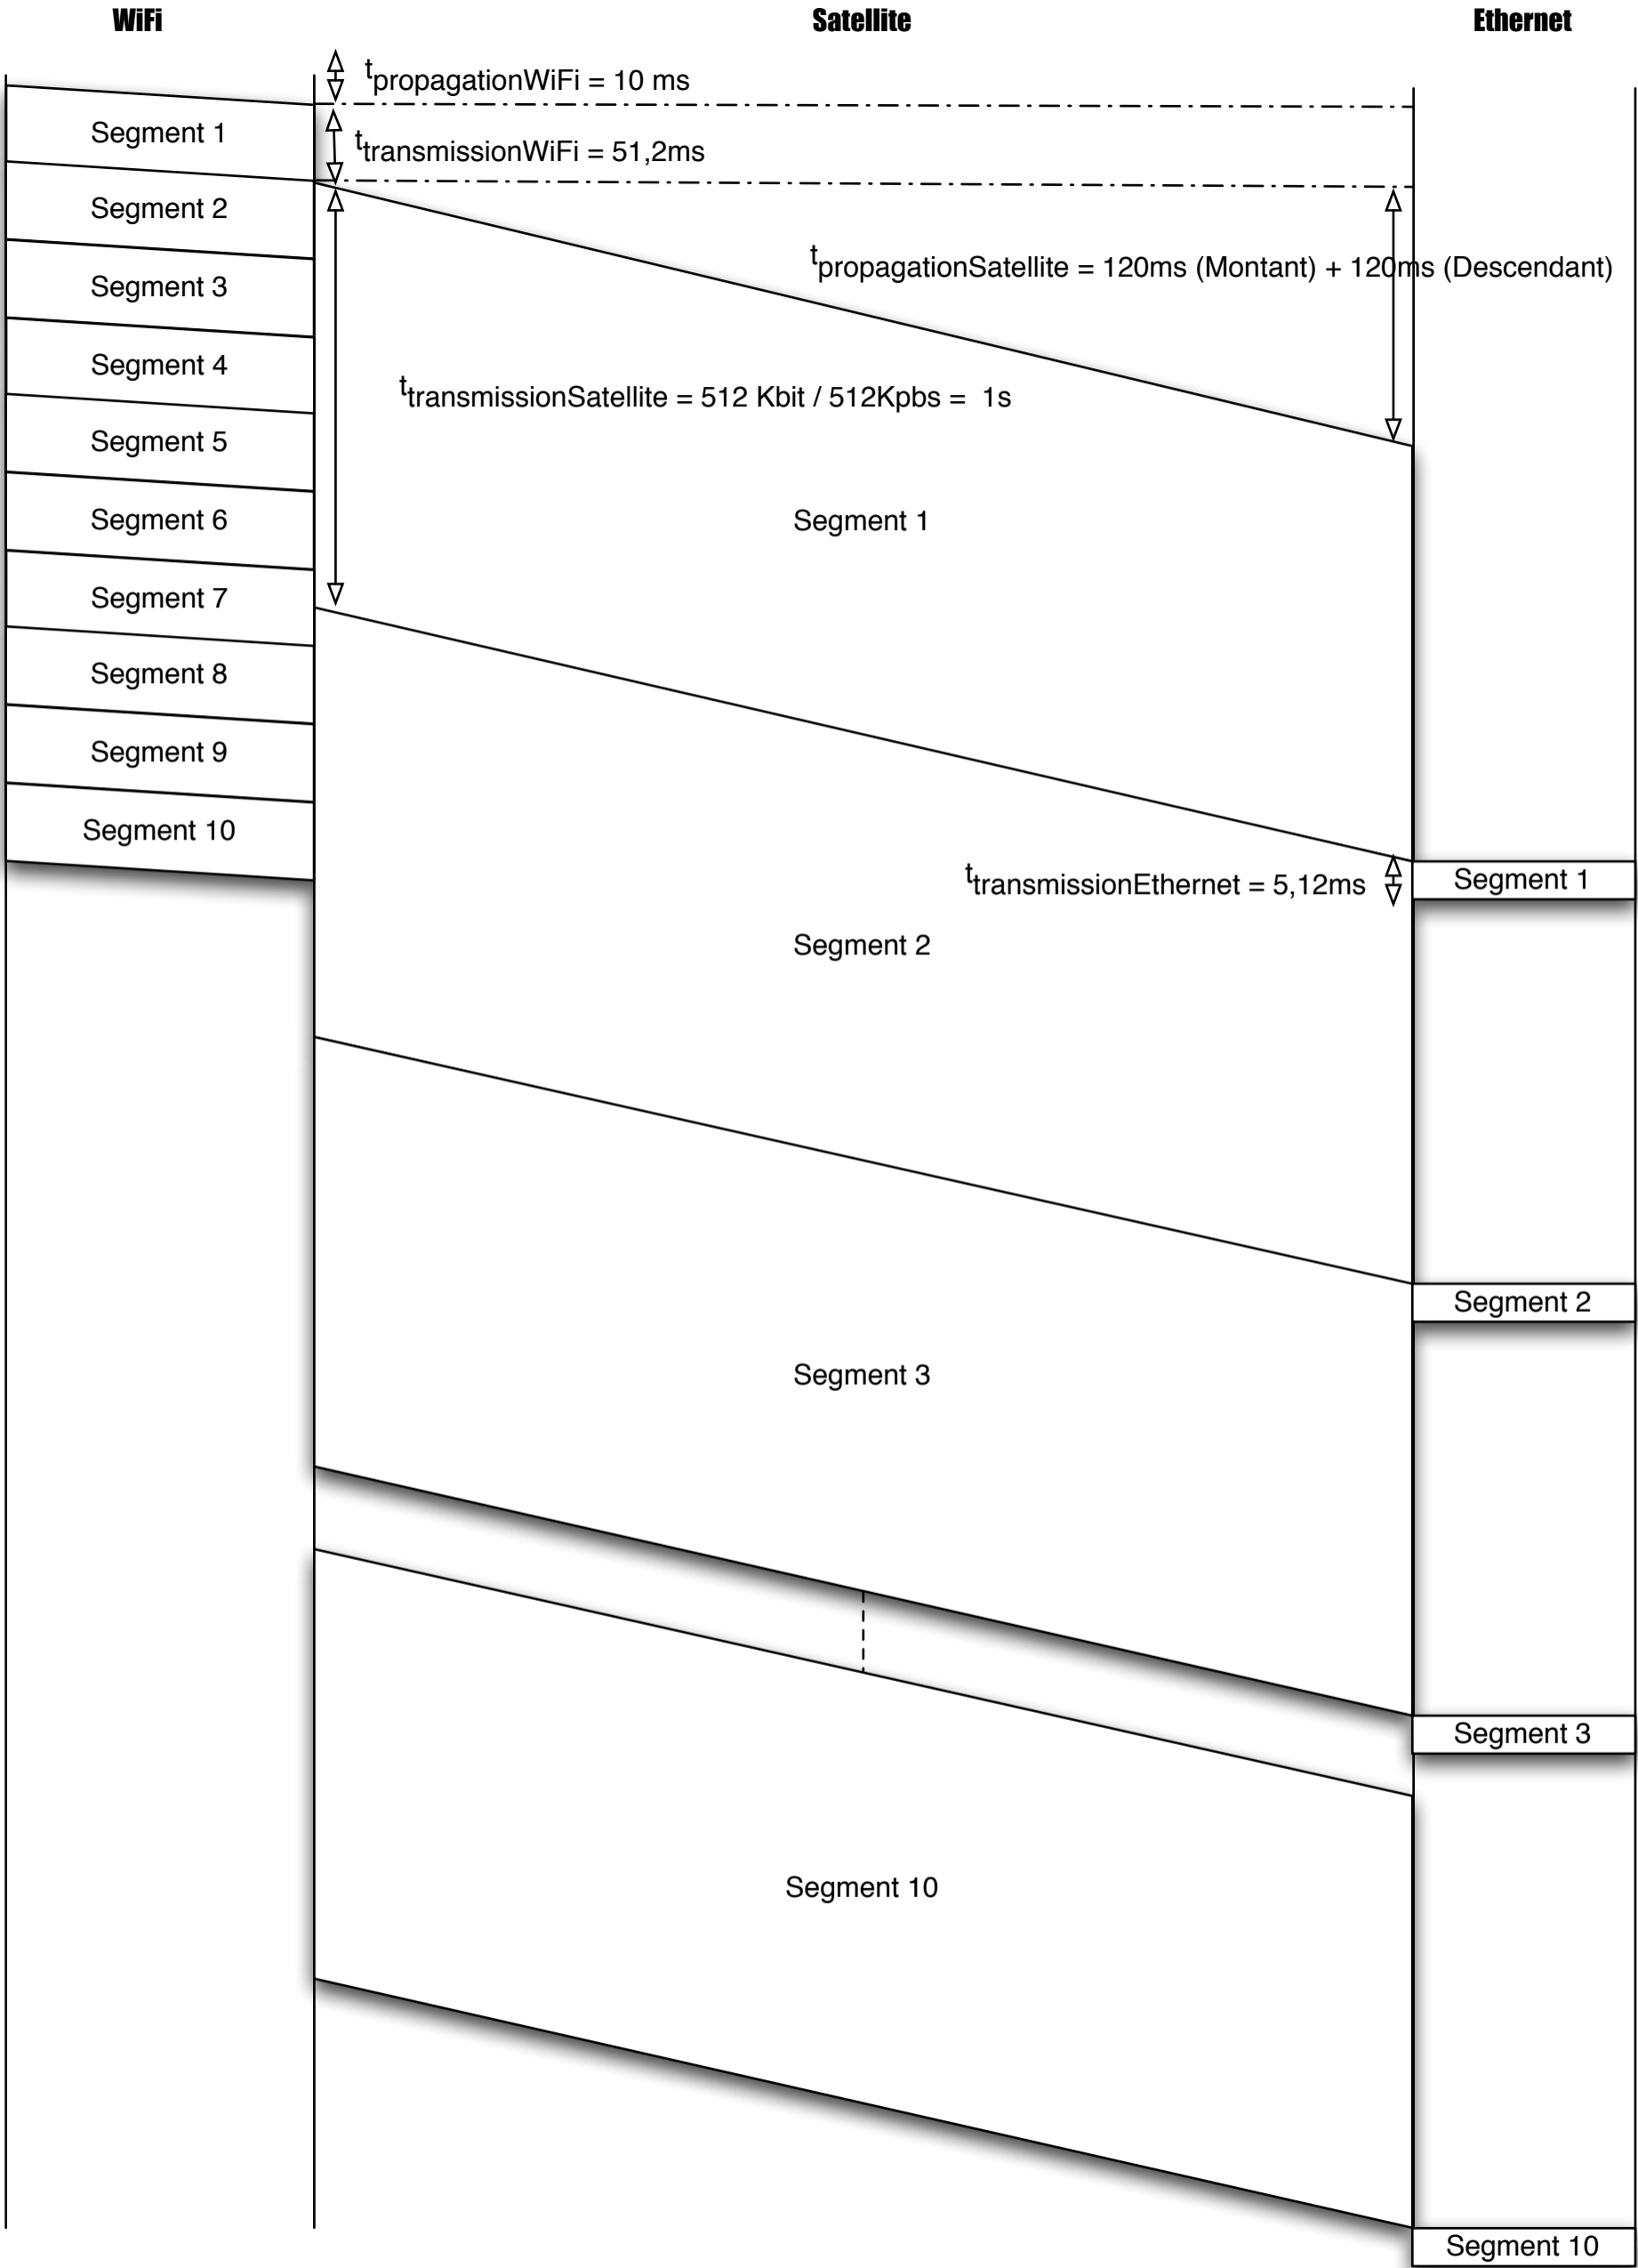 WiFi Satellite Ethernet
tpropagationWiFi = 10 ms
Segment 1
ttransmissionWiFi = 51,2ms
Segment 2
tpropagationSatellite = 120ms (Montant) + 120ms (Descendant)
Segment 3
Segment 4
ttransmissionSatellite = 512 Kbit / 512Kpbs = 1s
Segment 5
Segment 6
Segment 1
Segment 7
Segment 8
Segment 9
Segment 10
ttransmissionEthernet = 5,12ms
Segment 1
Segment 2
Segment 2
Segment 3
Segment 3
Segment 10
Segment 10